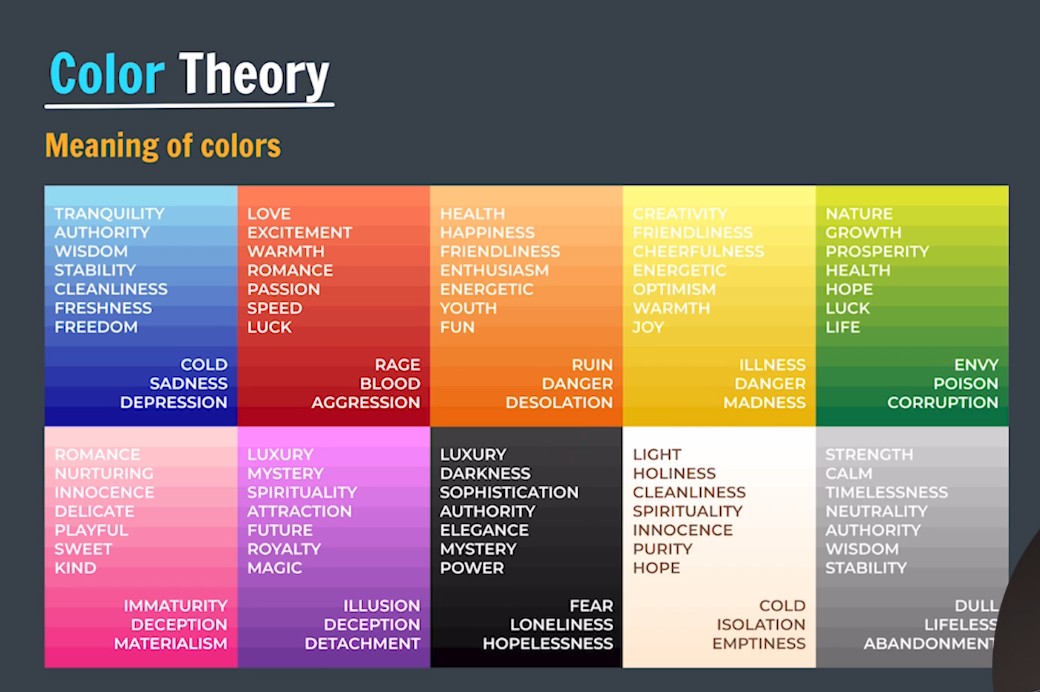 Color Theory
Meaning of colors
TRANQUILITY
AUTHORITY
WISDOM
STABILITY
CLEANLINESS
FRESHNESS
FREEDOM
COLD
SADNESS
DEPRESSION
LOVE
EXCITEMENT
WARMTH
ROMANCE
PASSION
SPEED
LUCK
RAGE
BLOOD
AGGRESSION
HEALTH
HAPPINESS
FRIENDLINESS
ENTHUSIASM
ENERGETIC
YOUTH
FUN
RUIN
DANGER
DESOLATION
CREATIVITY
FRIENDLINESS
CHEERFULNESS
ENERGETIC
OPTIMISM
WARMTH
JOY
ILLNESS
DANGER
MADNESS
NATURE
GROWTH
PROSPERITY
HEALTH
HOPE
LUCK
LIFE
ENVY
POISON
CORRUPTION
ROMANCE
NURTURING
INNOCENCE
DELICATE
PLAYFUL
SWEET
KIND
IMMATURITY
DECEPTION
MATERIALISM
LUXURY
MYSTERY
SPIRITUALITY
ATTRACTION
FUTURE
ROYALTY
MAGIC
ILLUSION
DECEPTION
DETACHMENT
LUXURY
DARKNESS
SOPHISTICATION
AUTHORITY
ELEGANCE
MYSTERY
POWER
FEAR
LONELINESS
HOPELESSNESS
LIGHT
HOLINESS
CLEANLINESS
SPIRITUALITY
INNOCENCE
PURITY
HOPE
COLD
ISOLATION
EMPTINESS
STRENGTH
CALM
TIMELESSNESS
NEUTRALITY
AUTHORITY
WISDOM
STABILITY
DULL
LIFELESS
ABANDONMENT